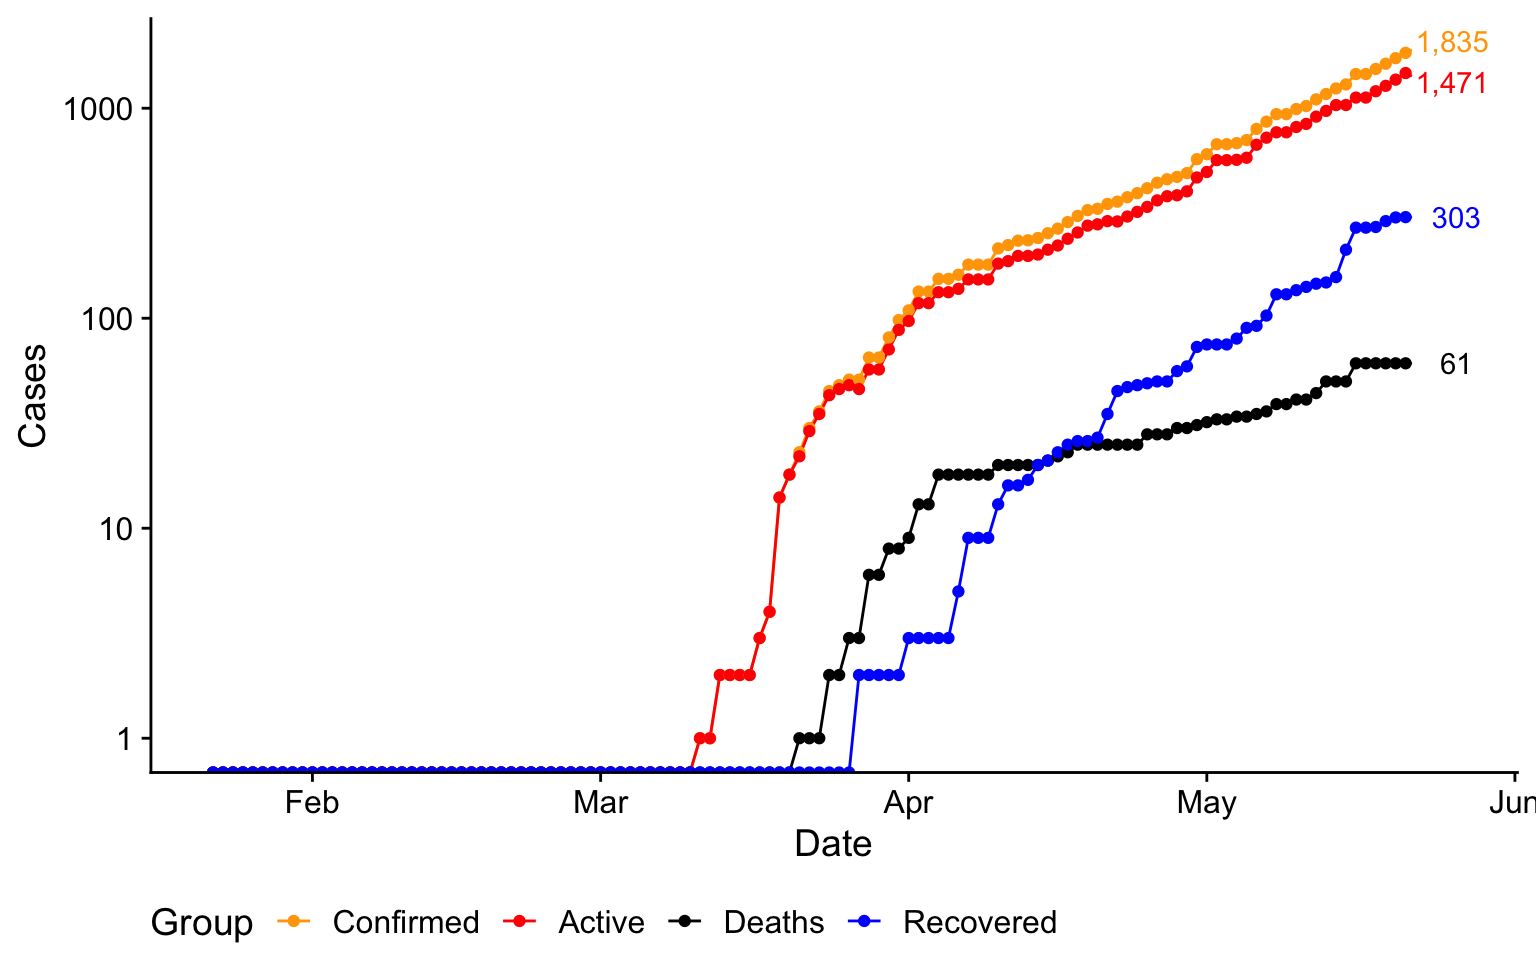 1,835
1,471
1000
303
100
61
10
1
Cases
Feb Mar Apr May Jun
Date
Group Confirmed Active Deaths Recovered